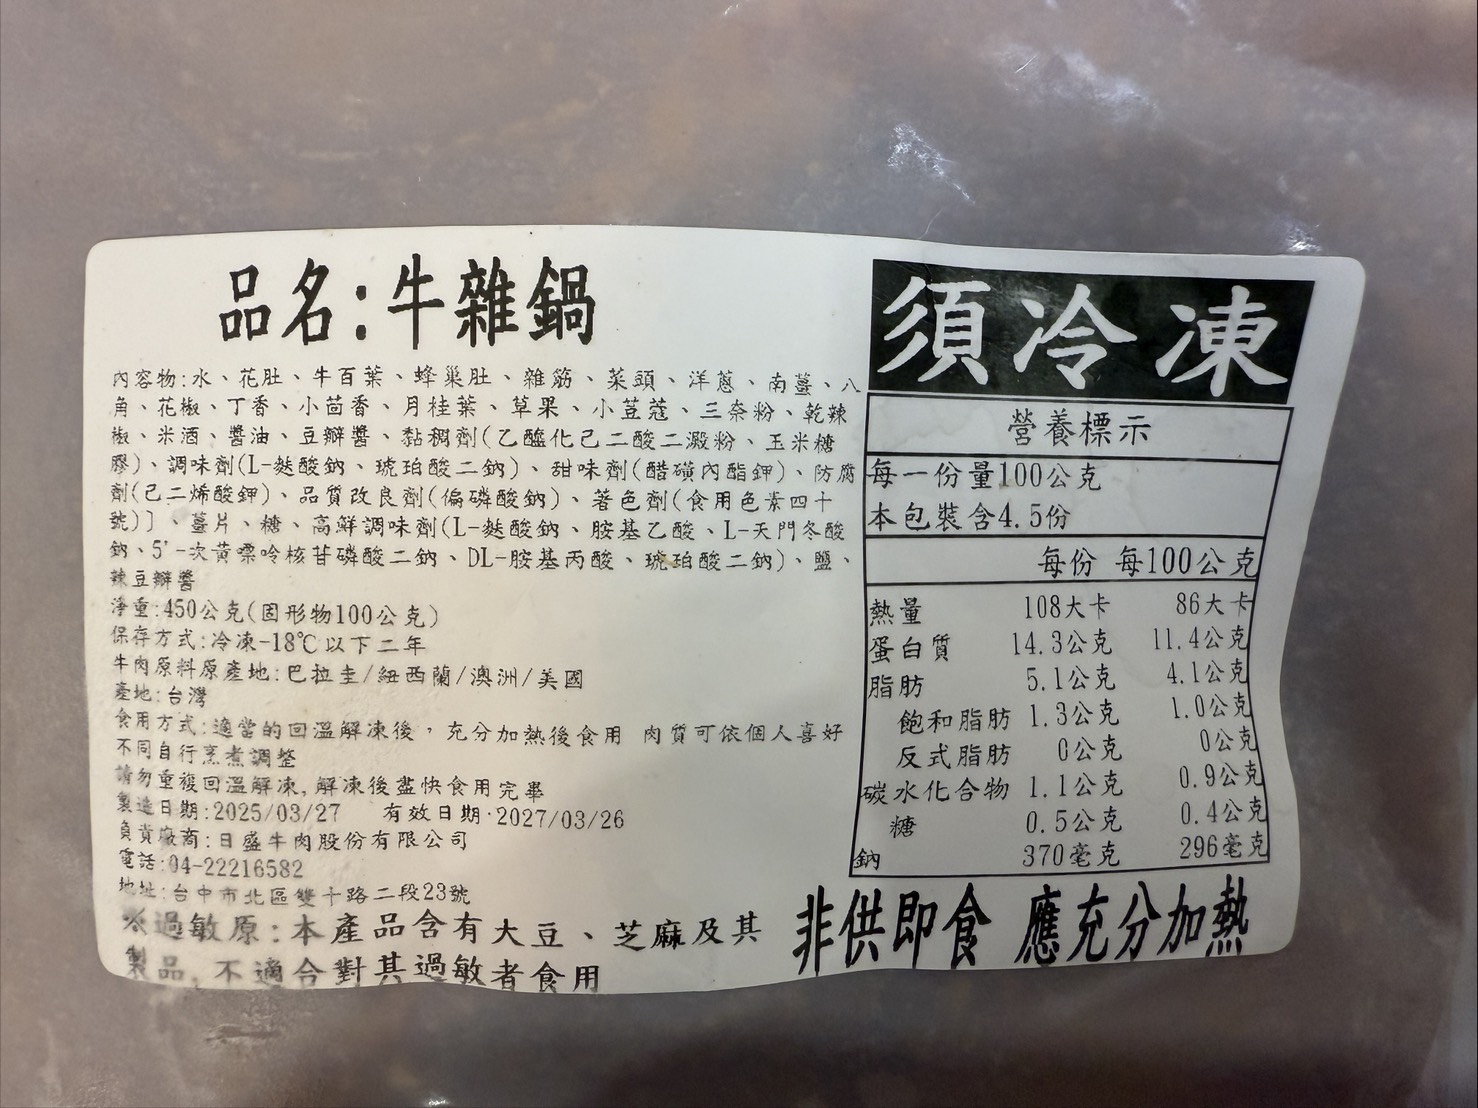 品名:牛雜鍋
內容物:水、花肚、牛百葉、蜂巢肚、雜筋、菜頭、洋蔥、南薑、八
角、花椒、丁香、小茴香、月桂葉、草果、小荳蔻、三奈粉、乾辣
椒、米酒、醬油、豆瓣醬、黏稠劑(乙醯化己二酸二澱粉、玉米糖
膠)、調味劑(L-麩酸鈉、琥珀酸二鈉)、甜味劑(醋磺內酯鉀)、防腐
劑(己二烯酸鉀)、品質改良劑(偏磷酸鈉)、著色劑(食用色素四十
號)〕、薑片、糖、高鮮調味劑(L-麩酸鈉、胺基乙酸、L-天門冬酸
鈉、5'-次黃嘌呤核苷磷酸二鈉、DL-胺基丙酸、琥珀酸二鈉)、鹽、
辣豆瓣醬
淨重:450公克(固形物100公克)
保存方式:冷凍-18℃以下二年
牛肉原料原產地:巴拉圭/紐西蘭/澳洲/美國
產地:台灣
食用方式:適當的回溫解凍後，充分加熱後食用 肉質可依個人喜好
不同自行烹煮調整
請勿重複回溫解凍,解凍後盡快食用完畢
製造日期:2025/03/27 有效日期:2027/03/26
負責廠商:日盛牛肉股份有限公司
電話:04-22216582
地址:台中市北區雙十路二段23號
※過敏原:本產品含有大豆、芝麻及其
製品,不適合對其過敏者食用
須冷凍
營養標示
每一份量100公克
本包裝含4.5份
每份 每100公克
熱量 108大卡 86大卡
蛋白質 14.3公克 11.4公克
脂肪 5.1公克 4.1公克
飽和脂肪 1.3公克 1.0公克
反式脂肪 0公克 0公克
碳水化合物 1.1公克 0.9公克
糖 0.5公克 0.4公克
鈉 370毫克 296毫克
非供即食 應充分加熱